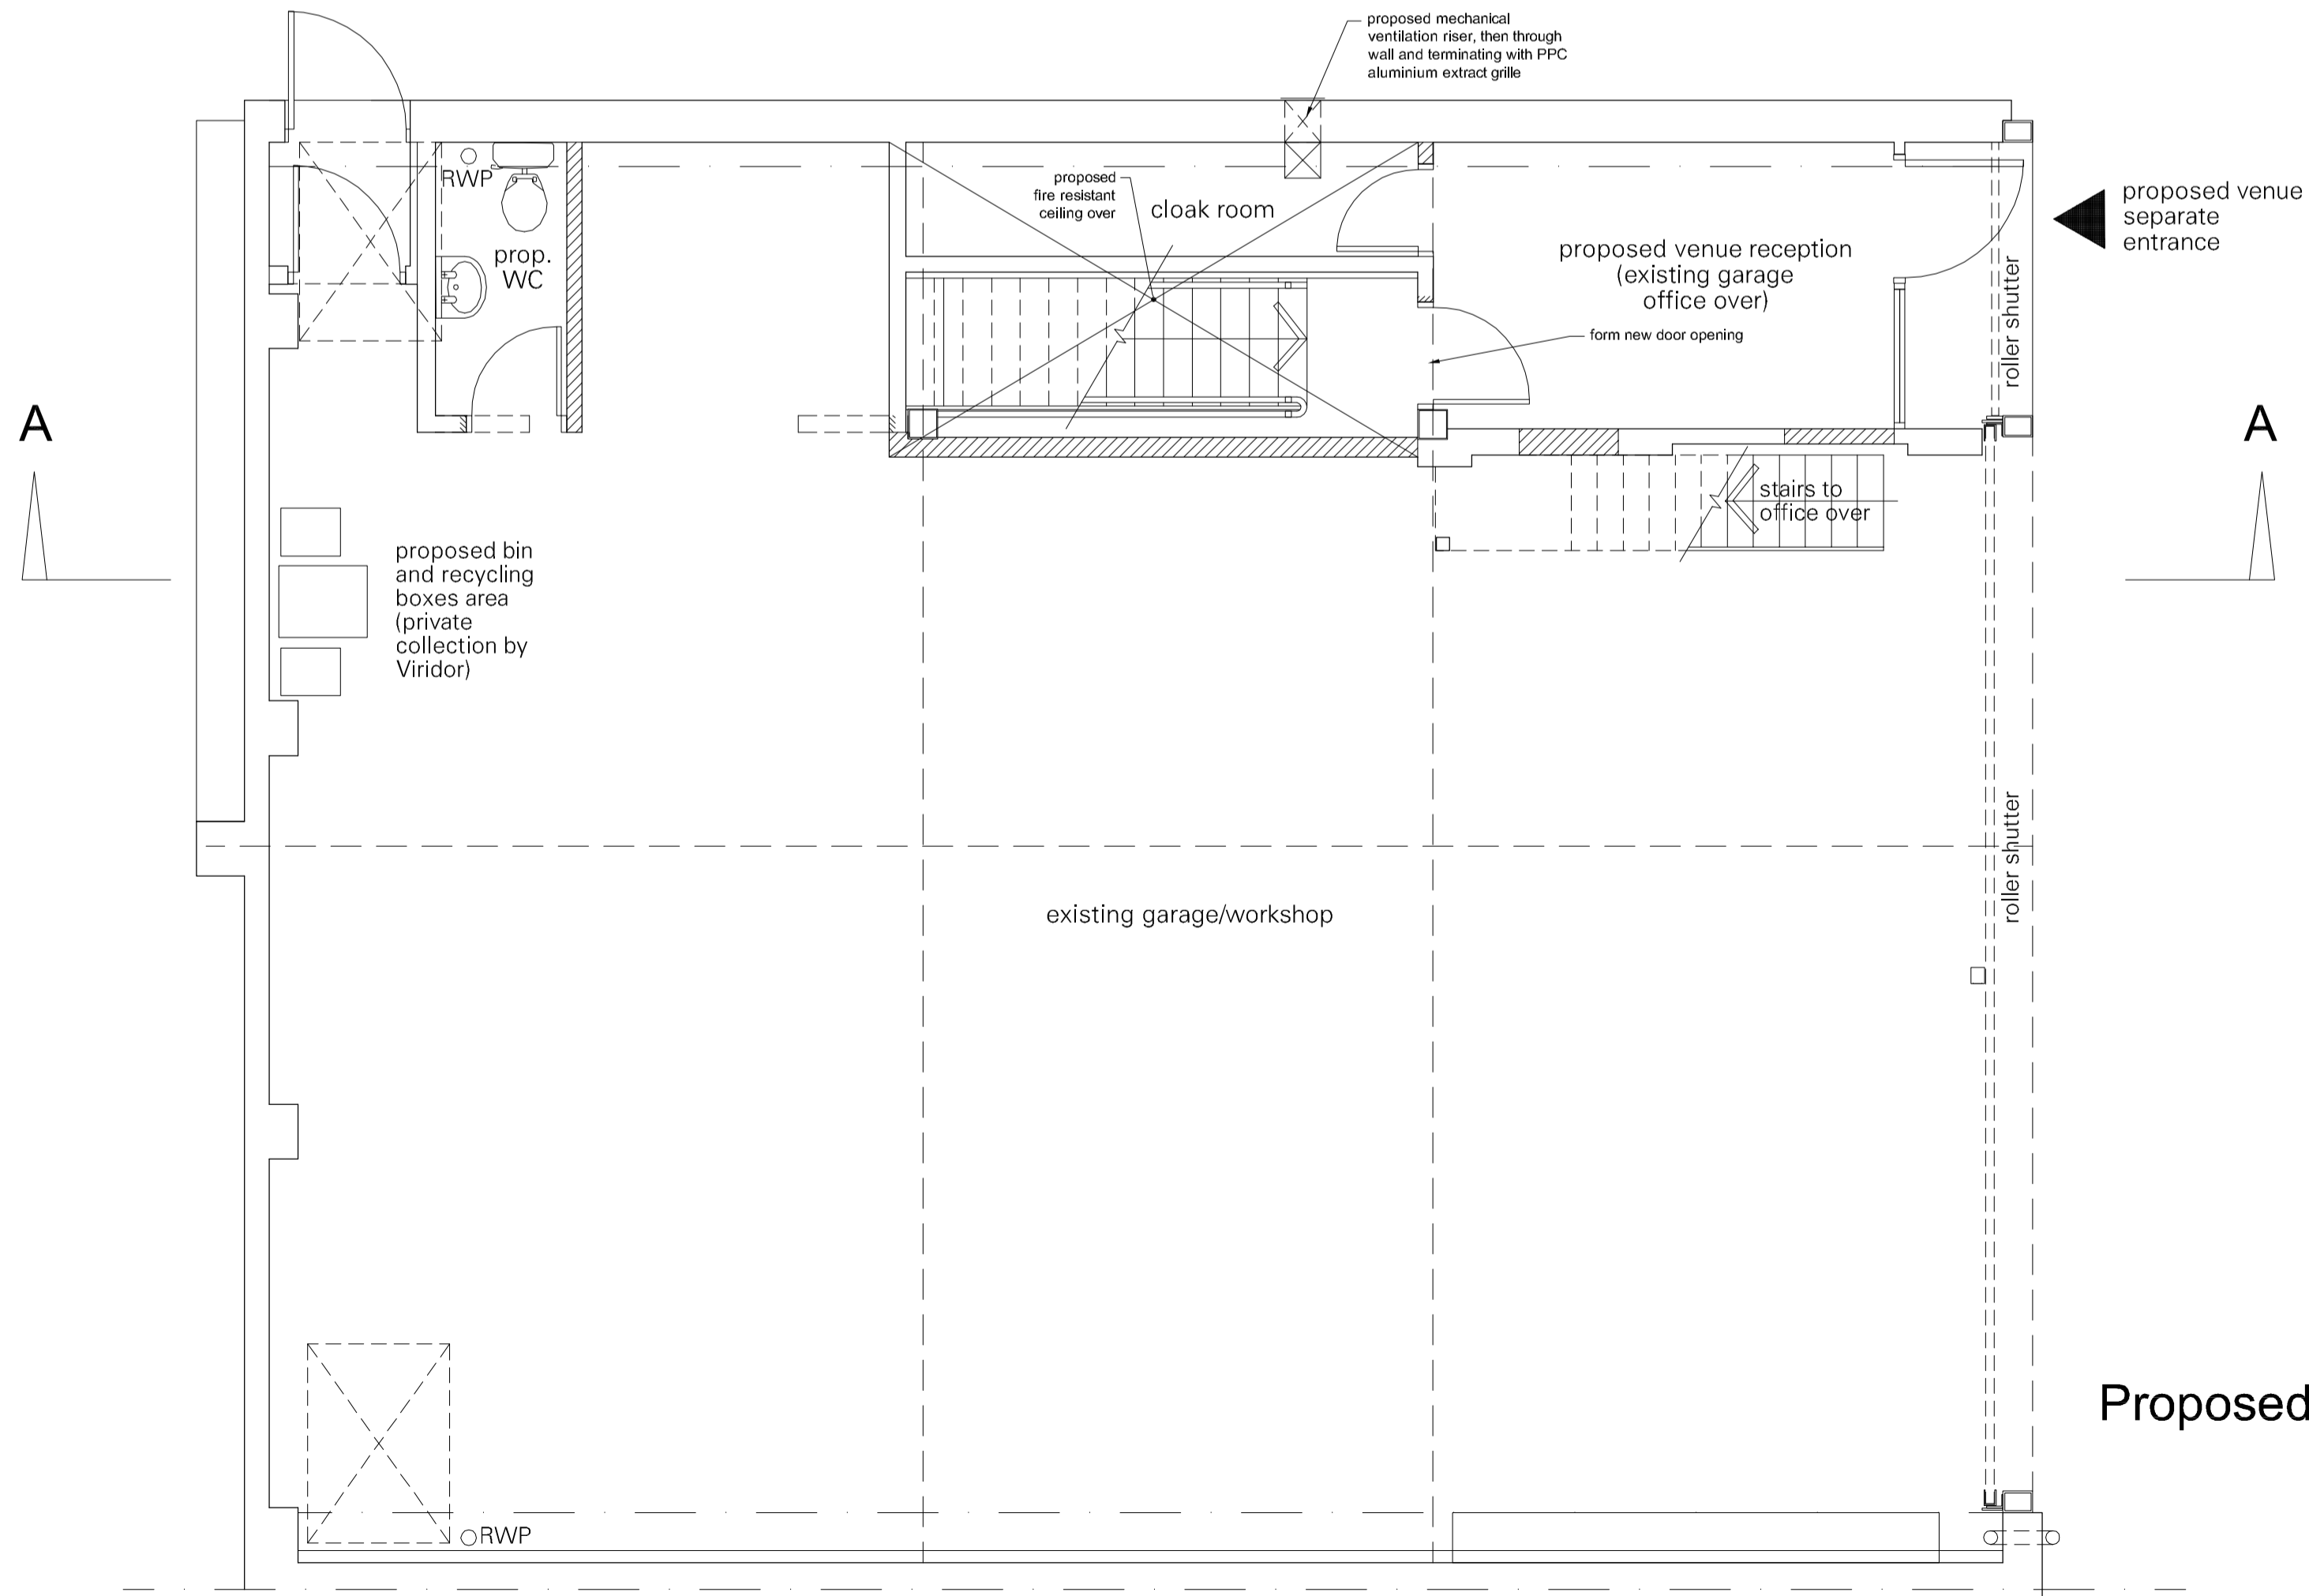 proposed mechanical
ventilation riser, then through
wall and terminating with PPC
aluminium extract grille
RWP
prop.
WC
proposed
fire resistant
ceiling over
cloak room
proposed venue reception
(existing garage
office over)
form new door opening
roller shutter
proposed venue
separate
entrance
A
A
stairs to
office over
proposed bin
and recycling
boxes area
(private
collection by
Viridor)
existing garage/workshop
roller shutter
Proposed
RWP